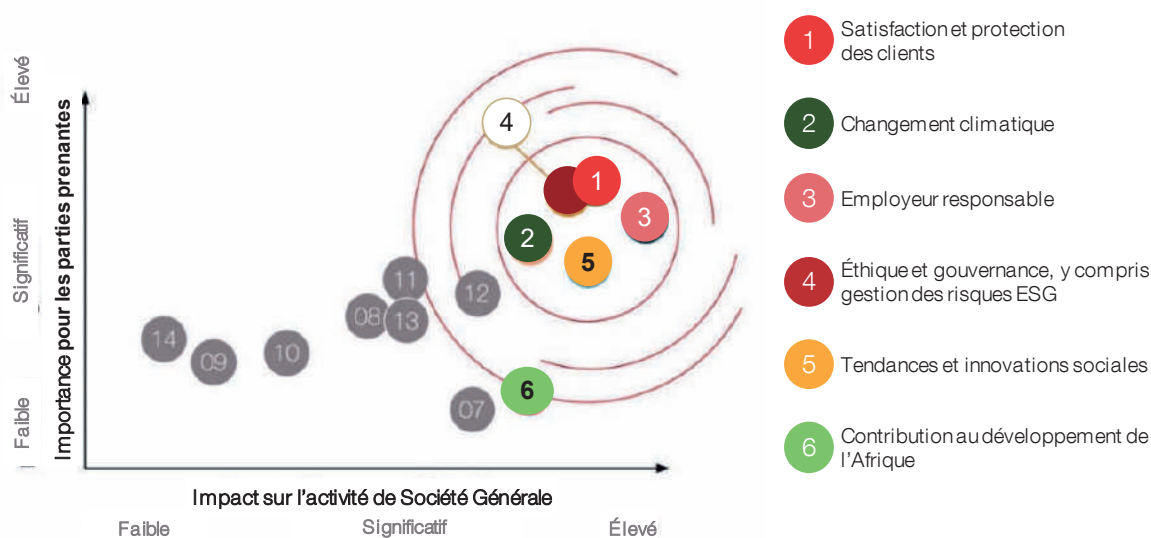 Élevé
Significatif
Faible
Importance pour les parties prenantes
4
1
3
2
5
11
12
08
13
14
09
10
6
07
Impact sur l'activité de Société Générale
Faible
Significatif
Élevé
1
Satisfaction et protection
des clients
2
Changement climatique
3
Employeur responsable
4
Éthique et gouvernance, y compris
gestion des risques ESG
5
Tendances et innovations sociales
6
Contribution au développement de
l'Afrique